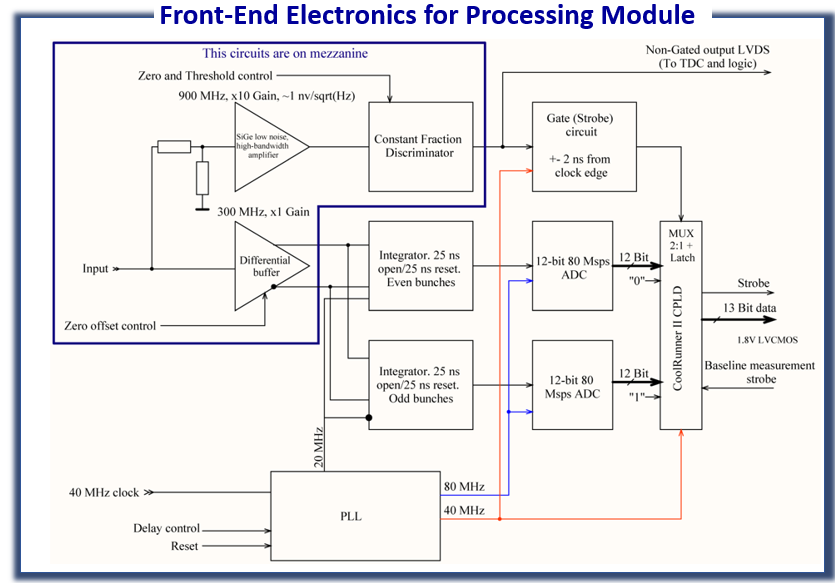 Front-End Electronics for Processing Module
This circuits are on mezzanine
Non-Gated output LVDS
(To TDC and logic)
Zero and Threshold control
900 MHz, x10 Gain, ~1 nv/sqrt(Hz)
SiGe low noise,
high-bandwidth
amplifier
Constant Fraction
Discriminator
Gate (Strobe)
circuit
+- 2 ns from
clock edge
300 MHz, x1 Gain
Input
Differential
buffer
Zero offset control
Integrator. 25 ns
open/25 ns reset.
Even bunches
12-bit 80 Msps
ADC
12 Bit
"0"
MUX
2:1 +
Latch
CoolRunner II CPLD
Strobe
13 Bit data
1.8V LVCMOS
Baseline measurement
strobe
Integrator. 25 ns
open/25 ns reset.
Odd bunches
12-bit 80
Msps ADC
12 Bit
"1"
20 MHz
40 MHz clock
Delay control
Reset
PLL
80 MHz
40 MHz